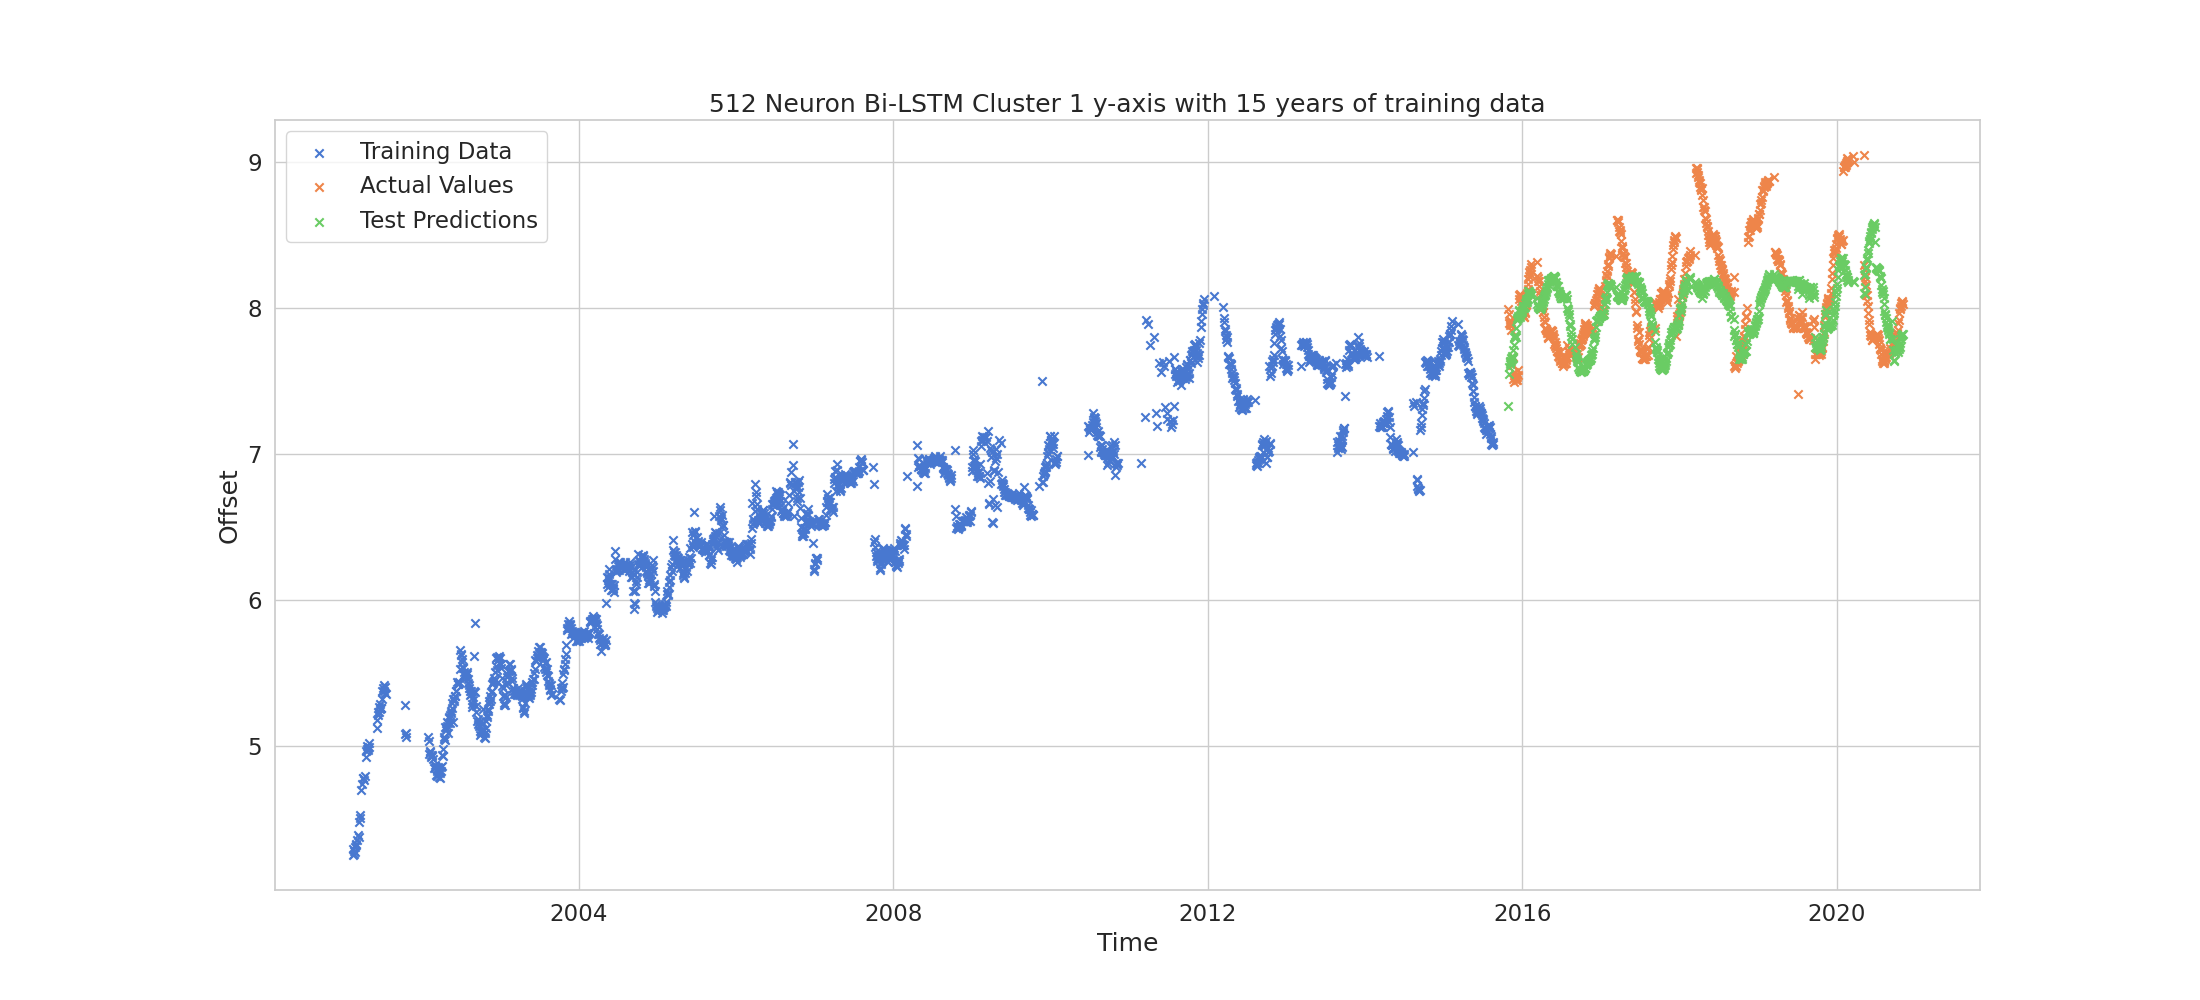 512 Neuron Bi-LSTM Cluster 1 y-axis with 15 years of training data
Training Data
Actual Values
Test Predictions
9
8
7
6
5
Offset
2004
2008
2012
2016
2020
Time